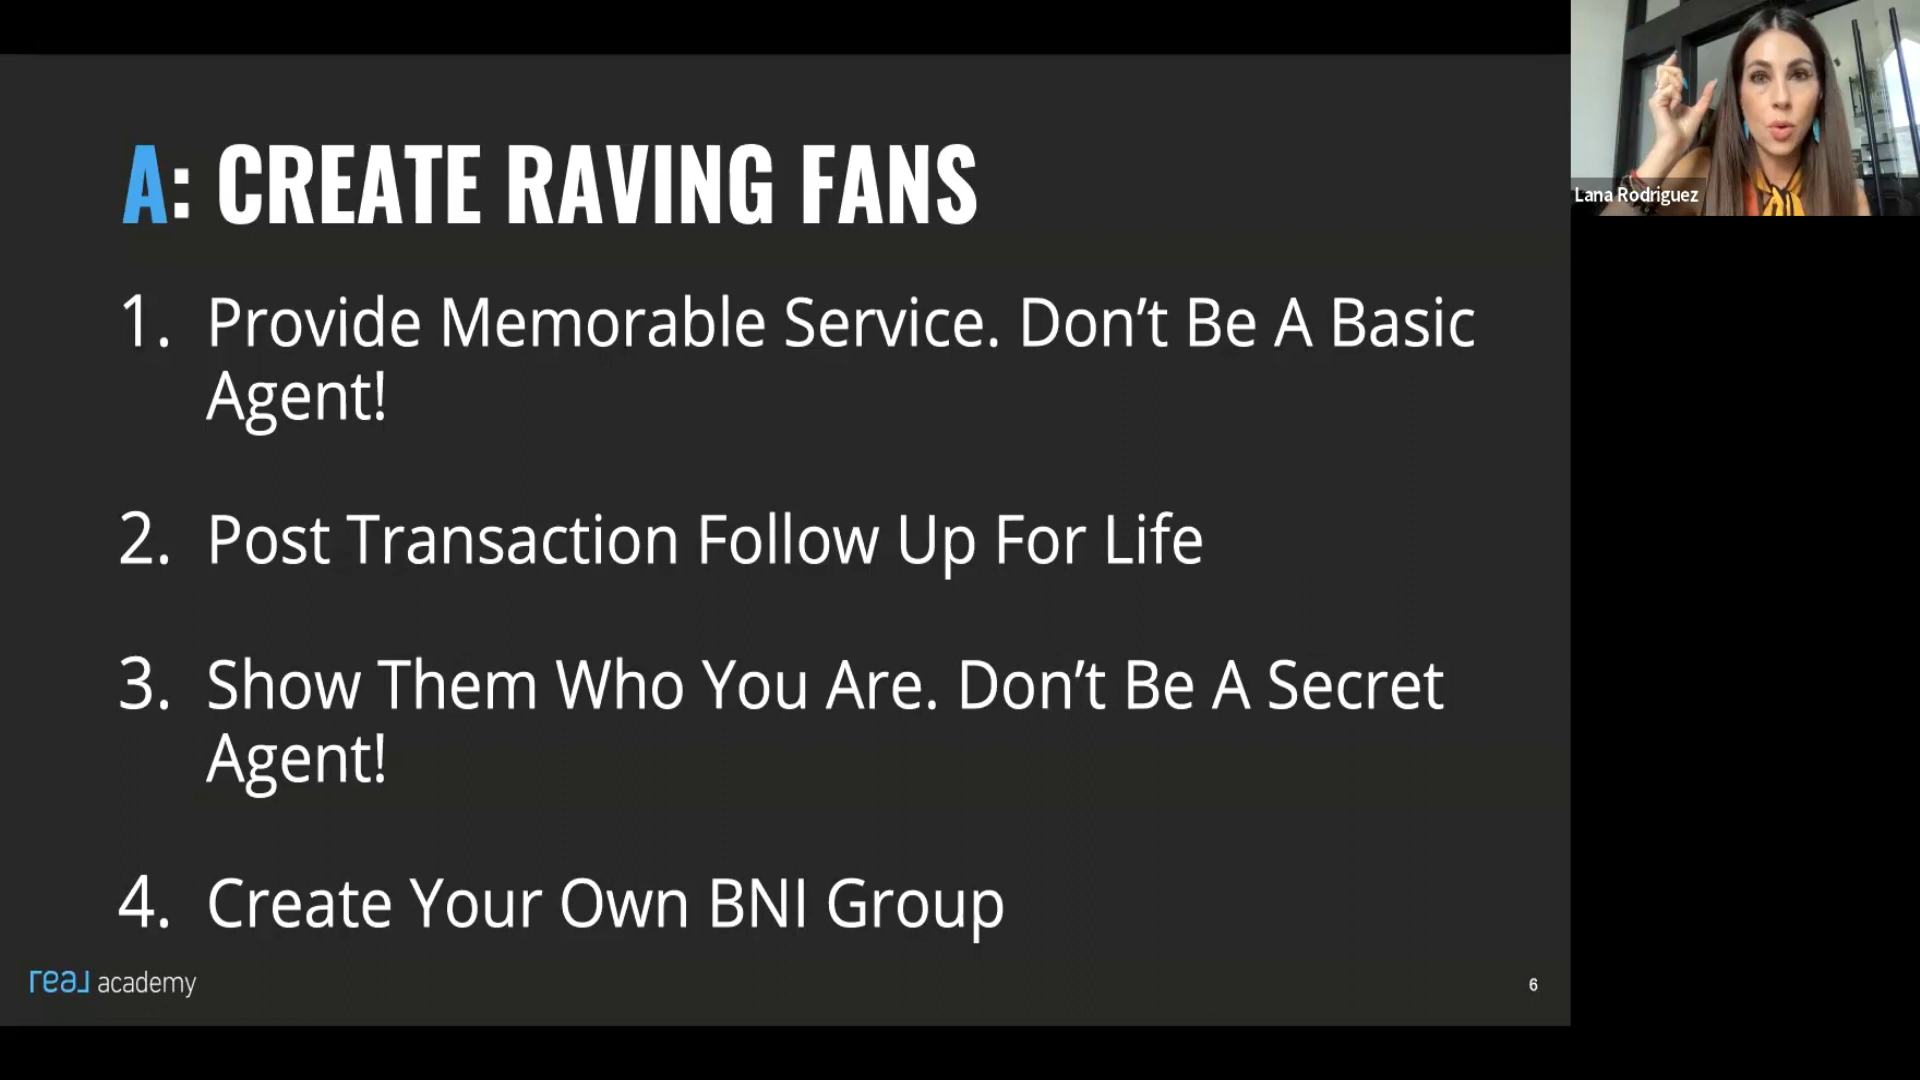 A: CREATE RAVING FANS
1. Provide Memorable Service. Don’t Be A Basic
Agent!
2. Post Transaction Follow Up For Life
3. Show Them Who You Are. Don’t Be A Secret
Agent!
4. Create Your Own BNI Group
real academy
6
Lana Rodriguez